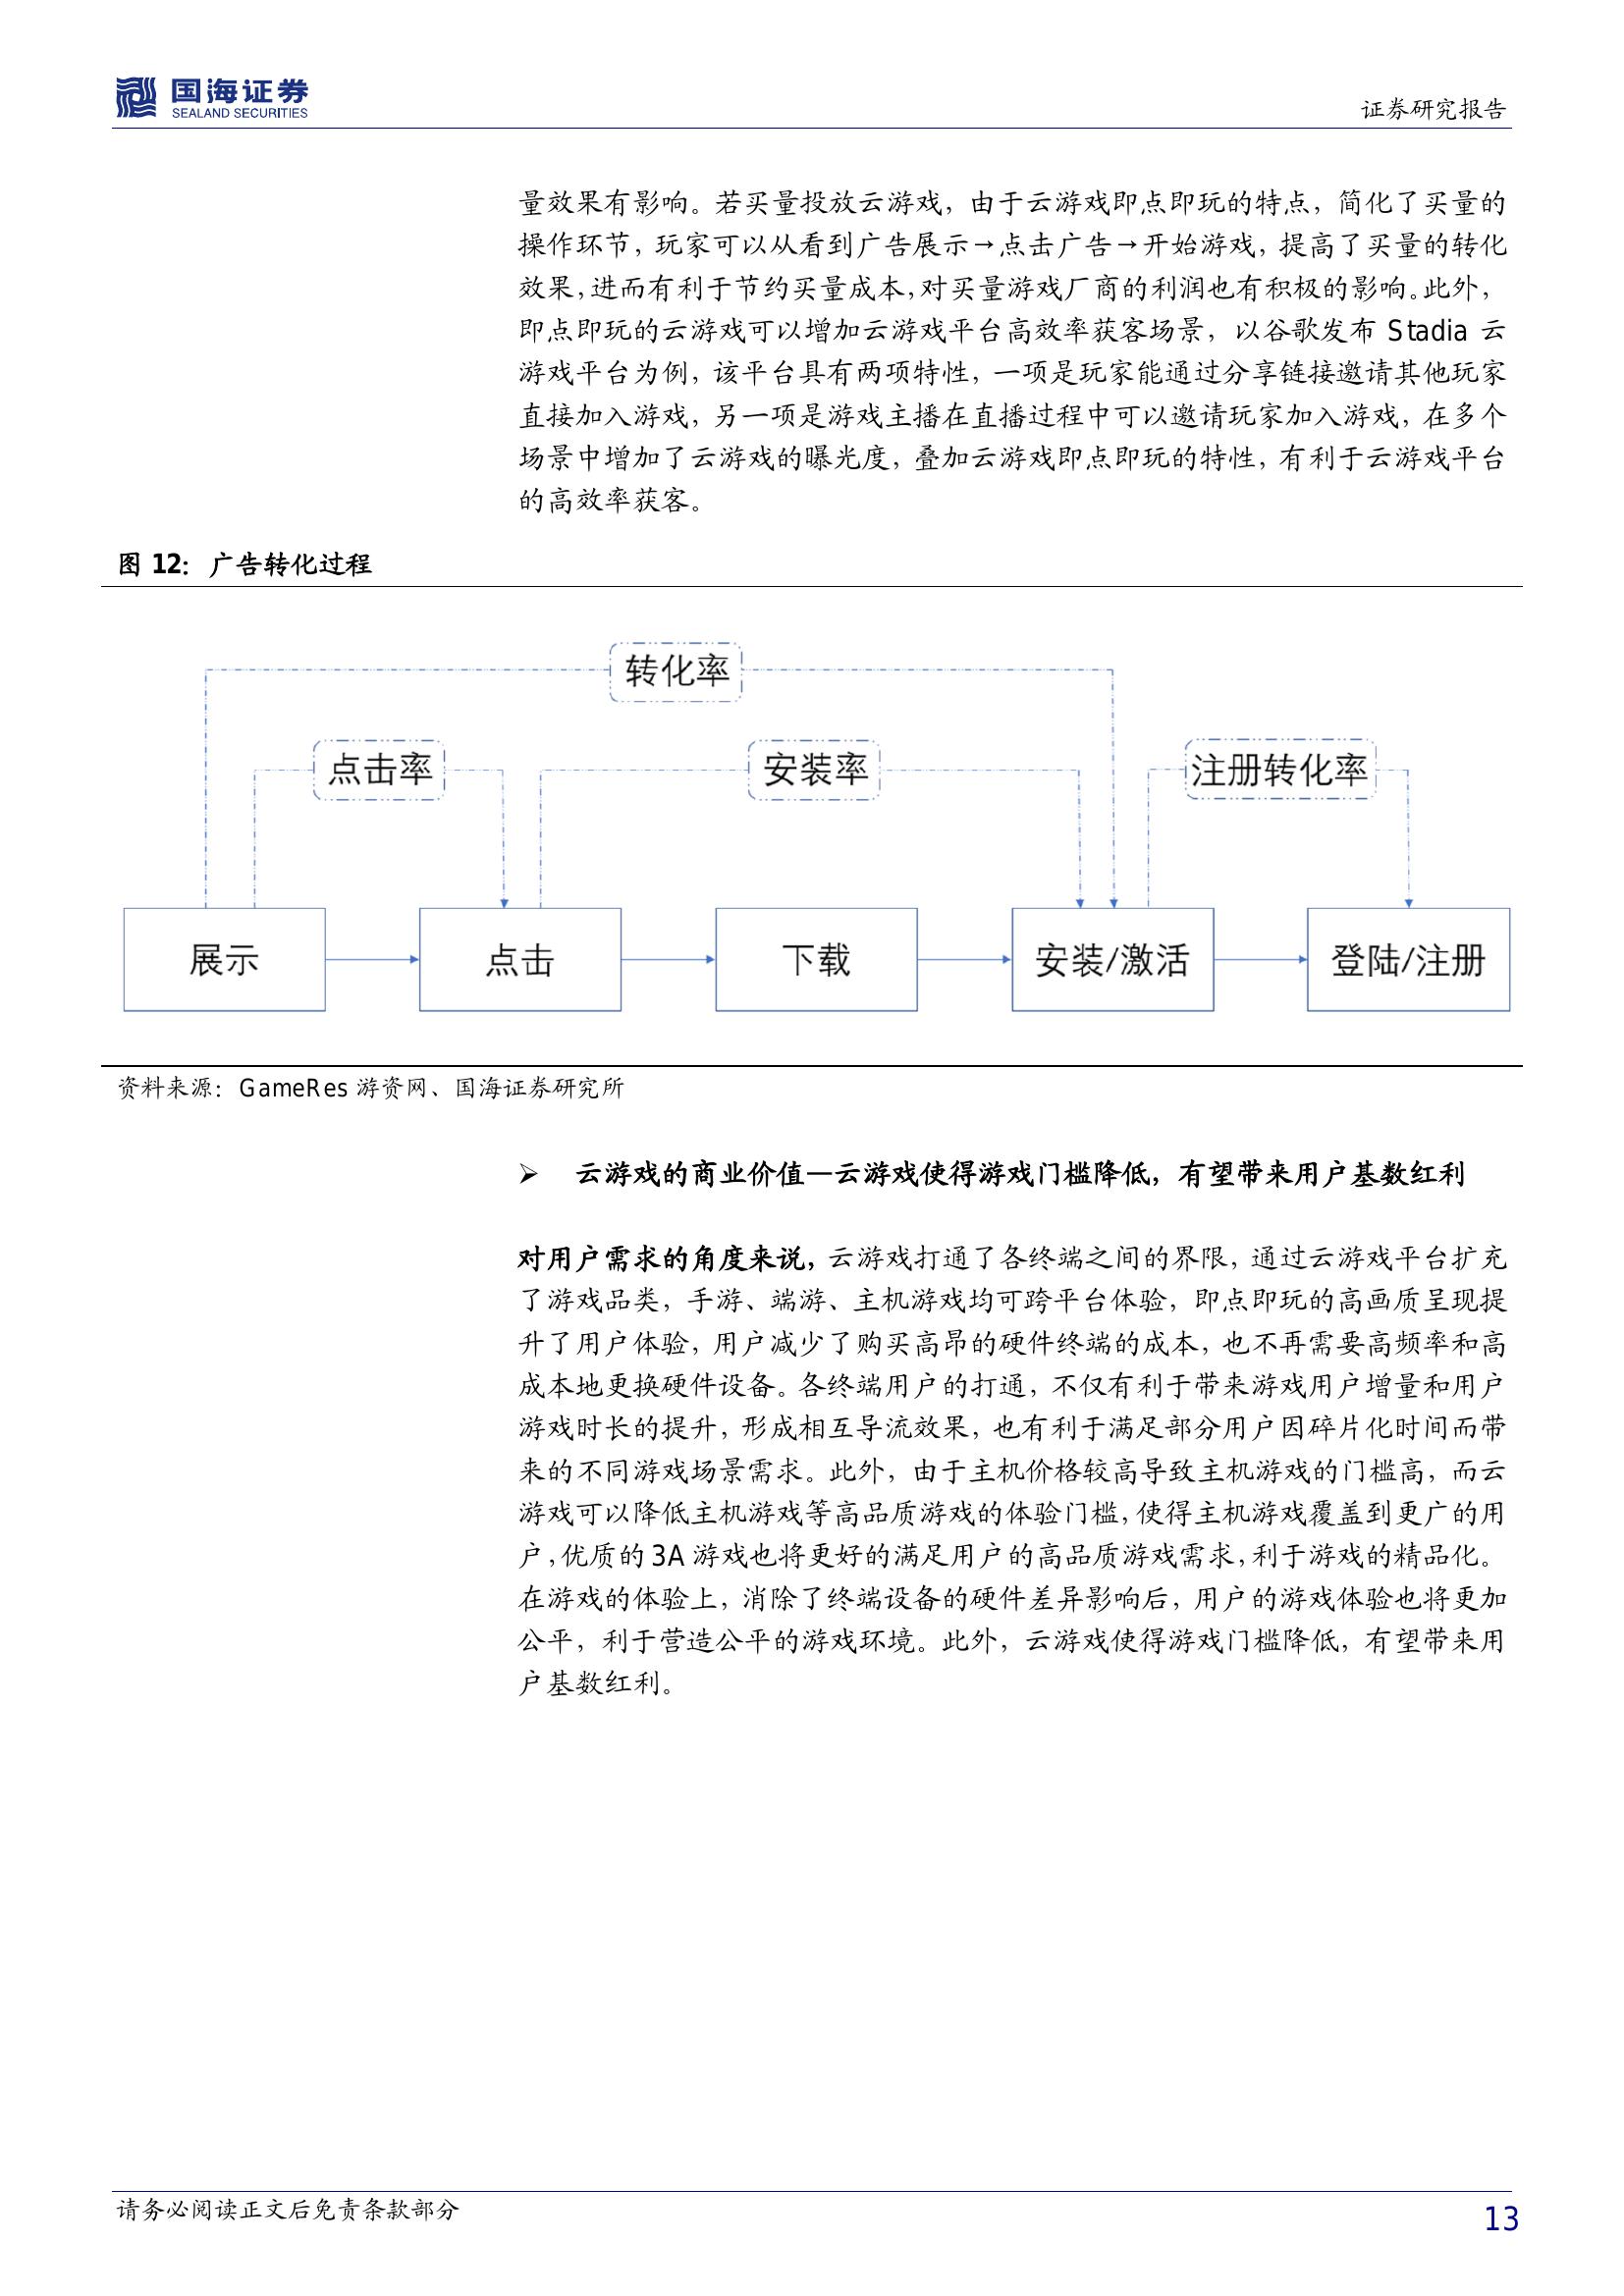 国海证券
SEALAND SECURITIES
证券研究报告
量效果有影响。若买量投放云游戏，由于云游戏即点即玩的特点，简化了买量的
操作环节，玩家可以从看到广告展示→点击广告→开始游戏，提高了买量的转化
效果，进而有利于节约买量成本，对买量游戏厂商的利润也有积极的影响。此外，
即点即玩的云游戏可以增加云游戏平台高效率获客场景，以谷歌发布 Stadia 云
游戏平台为例，该平台具有两项特性，一项是玩家能通过分享链接邀请其他玩家
直接加入游戏，另一项是游戏主播在直播过程中可以邀请玩家加入游戏，在多个
场景中增加了云游戏的曝光度，叠加云游戏即点即玩的特性，有利于云游戏平台
的高效率获客。
图 12：广告转化过程
转化率
点击率 安装率 注册转化率
展示 点击 下载 安装/激活 登陆/注册
资料来源：GameRes 游资网、国海证券研究所
➢ 云游戏的商业价值—云游戏使得游戏门槛降低，有望带来用户基数红利
对用户需求的角度来说，云游戏打通了各终端之间的界限，通过云游戏平台扩充
了游戏品类，手游、端游、主机游戏均可跨平台体验，即点即玩的高画质呈现提
升了用户体验，用户减少了购买高昂的硬件终端的成本，也不再需要高频率和高
成本地更换硬件设备。各终端用户的打通，不仅有利于带来游戏用户增量和用户
游戏时长的提升，形成相互导流效果，也有利于满足部分用户因碎片化时间而带
来的不同游戏场景需求。此外，由于主机价格较高导致主机游戏的门槛高，而云
游戏可以降低主机游戏等高品质游戏的体验门槛，使得主机游戏覆盖到更广的用
户，优质的 3A 游戏也将更好的满足用户的高品质游戏需求，利于游戏的精品化。
在游戏的体验上，消除了终端设备的硬件差异影响后，用户的游戏体验也将更加
公平，利于营造公平的游戏环境。此外，云游戏使得游戏门槛降低，有望带来用
户基数红利。
请务必阅读正文后免责条款部分
13